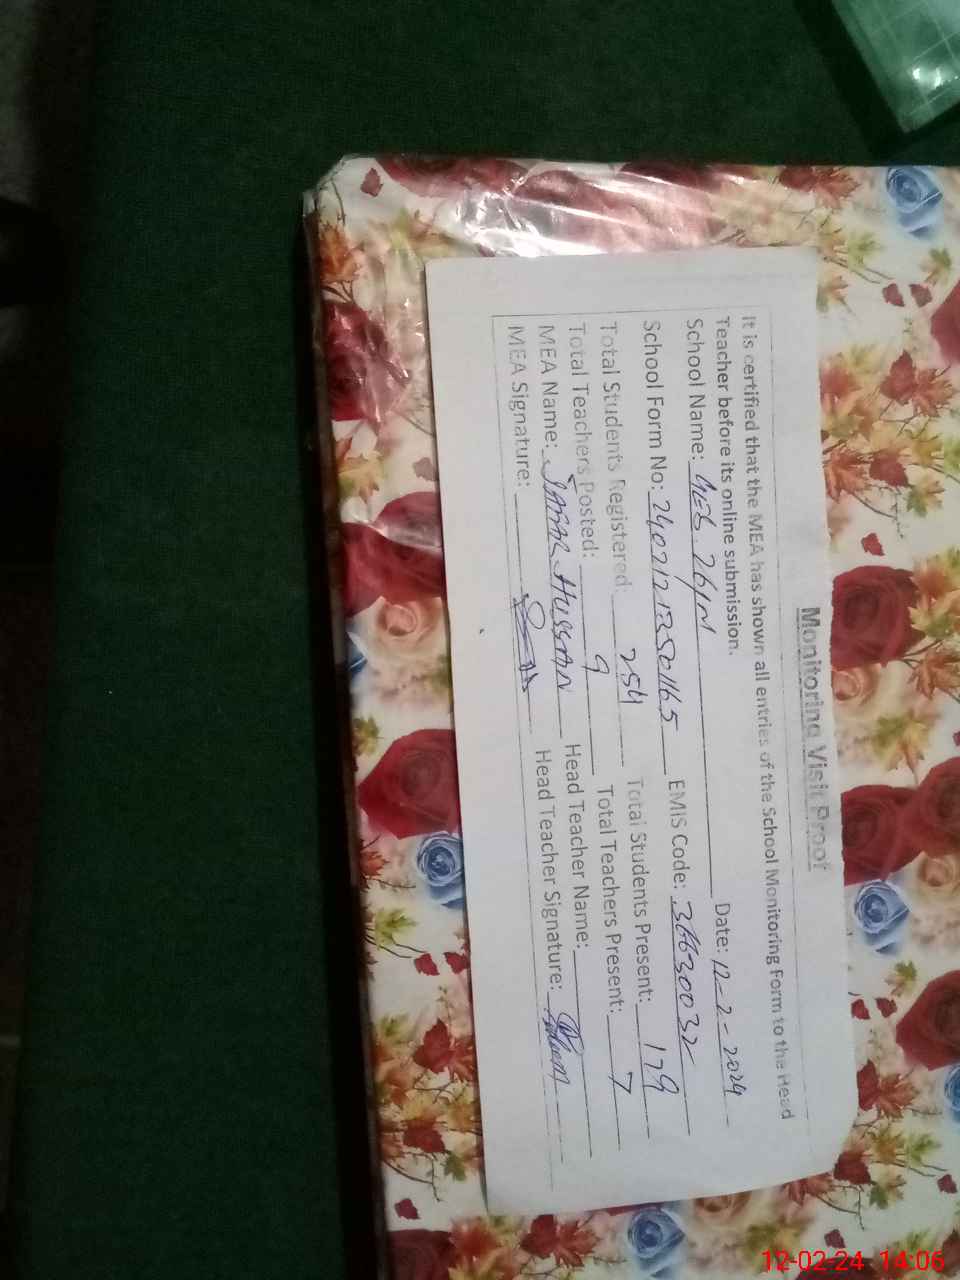 Monitoring Visit Proof
It is certified that the MEA has shown all entries of the School Monitoring Form to the Head
Teacher before its online submission.
School Name: Date: 12-2-2024
School Form No: EMIS Code: 36630032
Total Students Registered: 254 Total Students Present: 179
Total Teachers Posted: 9 Total Teachers Present: 7
MEA Name: Head Teacher Name:
MEA Signature: Head Teacher Signature:
12-02-24 14:06